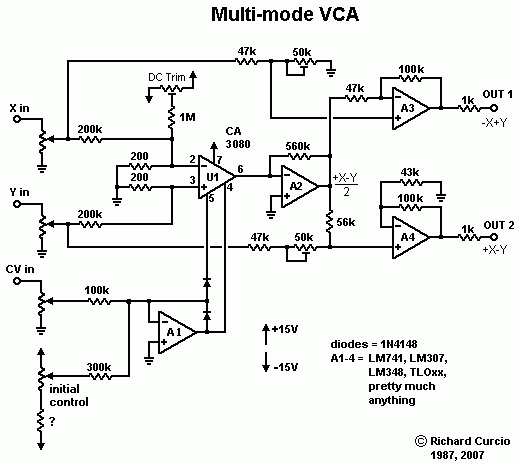 Multi-mode VCA
47k
50k
100k
DC Trim
47k
1k
OUT 1
A3
-X+Y
X in
1M
200k
CA
3080
560k
200
2
7
6
U1
A2
+X-Y
2
43k
200
3
4
5
Y in
200k
100k
56k
47k
50k
1k
OUT 2
A4
+X-Y
CV in
100k
A1
+15V
diodes = 1N4148
A1-4 = LM741, LM307,
LM348, TLOxx,
pretty much
anything
-15V
300k
initial
control
?
© Richard Curcio
1987, 2007